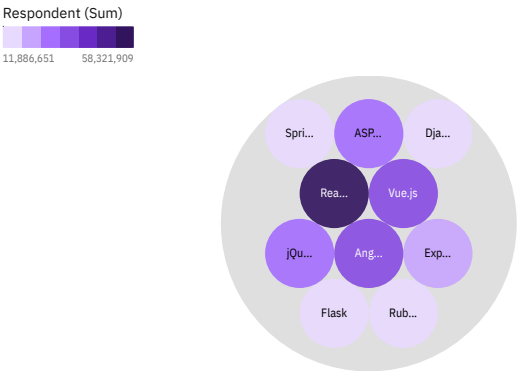 Respondent (Sum)
11,886,651 58,321,909
Spri... ASP... Dja...
Rea... Vue.js
jQu... Ang... Exp...
Flask Rub...